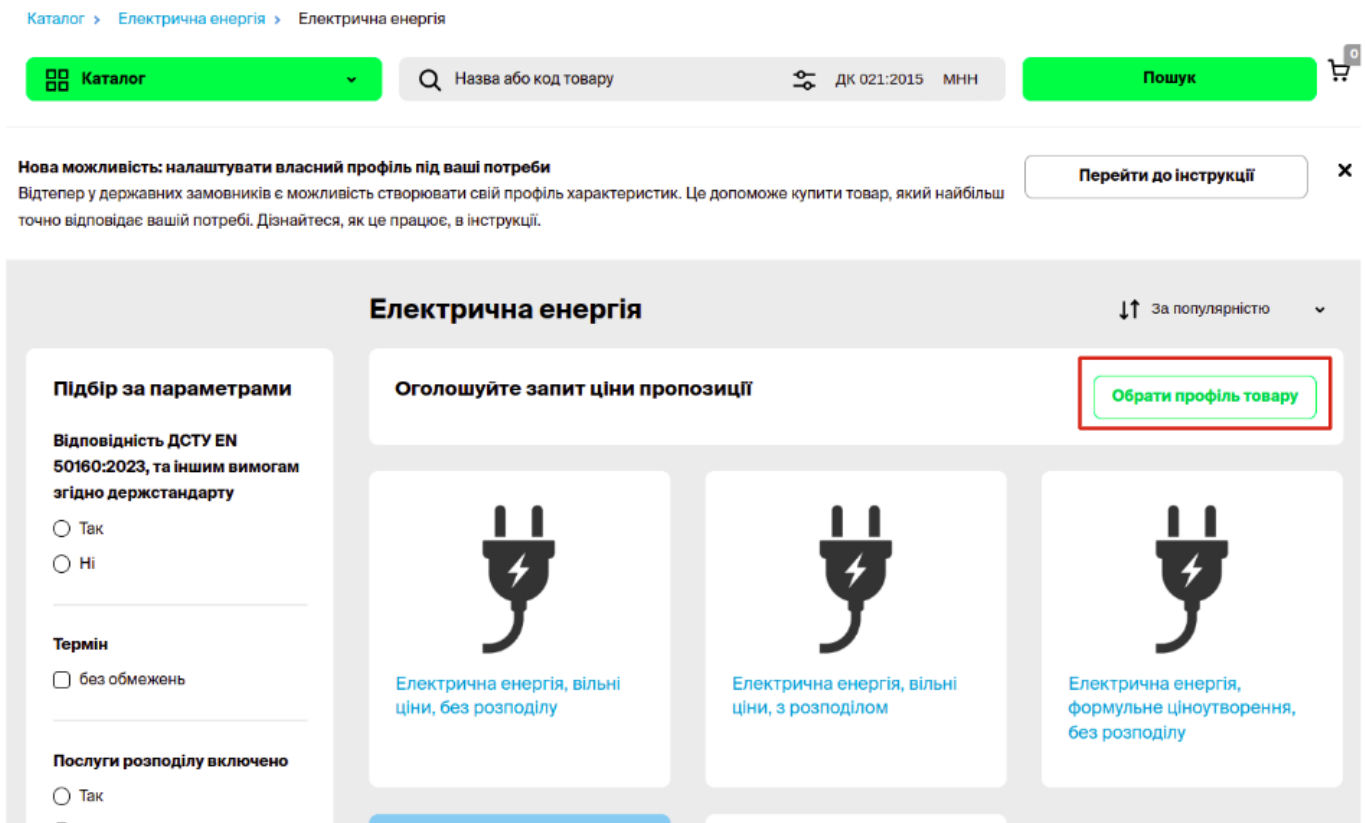 Каталог > Електрична енергія > Електрична енергія
Каталог
Назва або код товару
ДК 021:2015 МНН
Пошук
0
Нова можливість: налаштувати власний профіль під ваші потреби
Відтепер у державних замовників є можливість створювати свій профіль характеристик. Це допоможе купити товар, який найбільш
точно відповідає вашій потребі. Дізнайтеся, як це працює, в інструкції.
Перейти до інструкції
Електрична енергія
За популярністю
Підбір за параметрами
Відповідність ДСТУ EN
50160:2023, та іншим вимогам
згідно держстандарту
Так
Ні
Термін
без обмежень
Послуги розподілу включено
Так
Оголошуйте запит ціни пропозиції
Обрати профіль товару
Електрична енергія, вільні
ціни, без розподілу
Електрична енергія, вільні
ціни, з розподілом
Електрична енергія,
формульне ціноутворення,
без розподілу